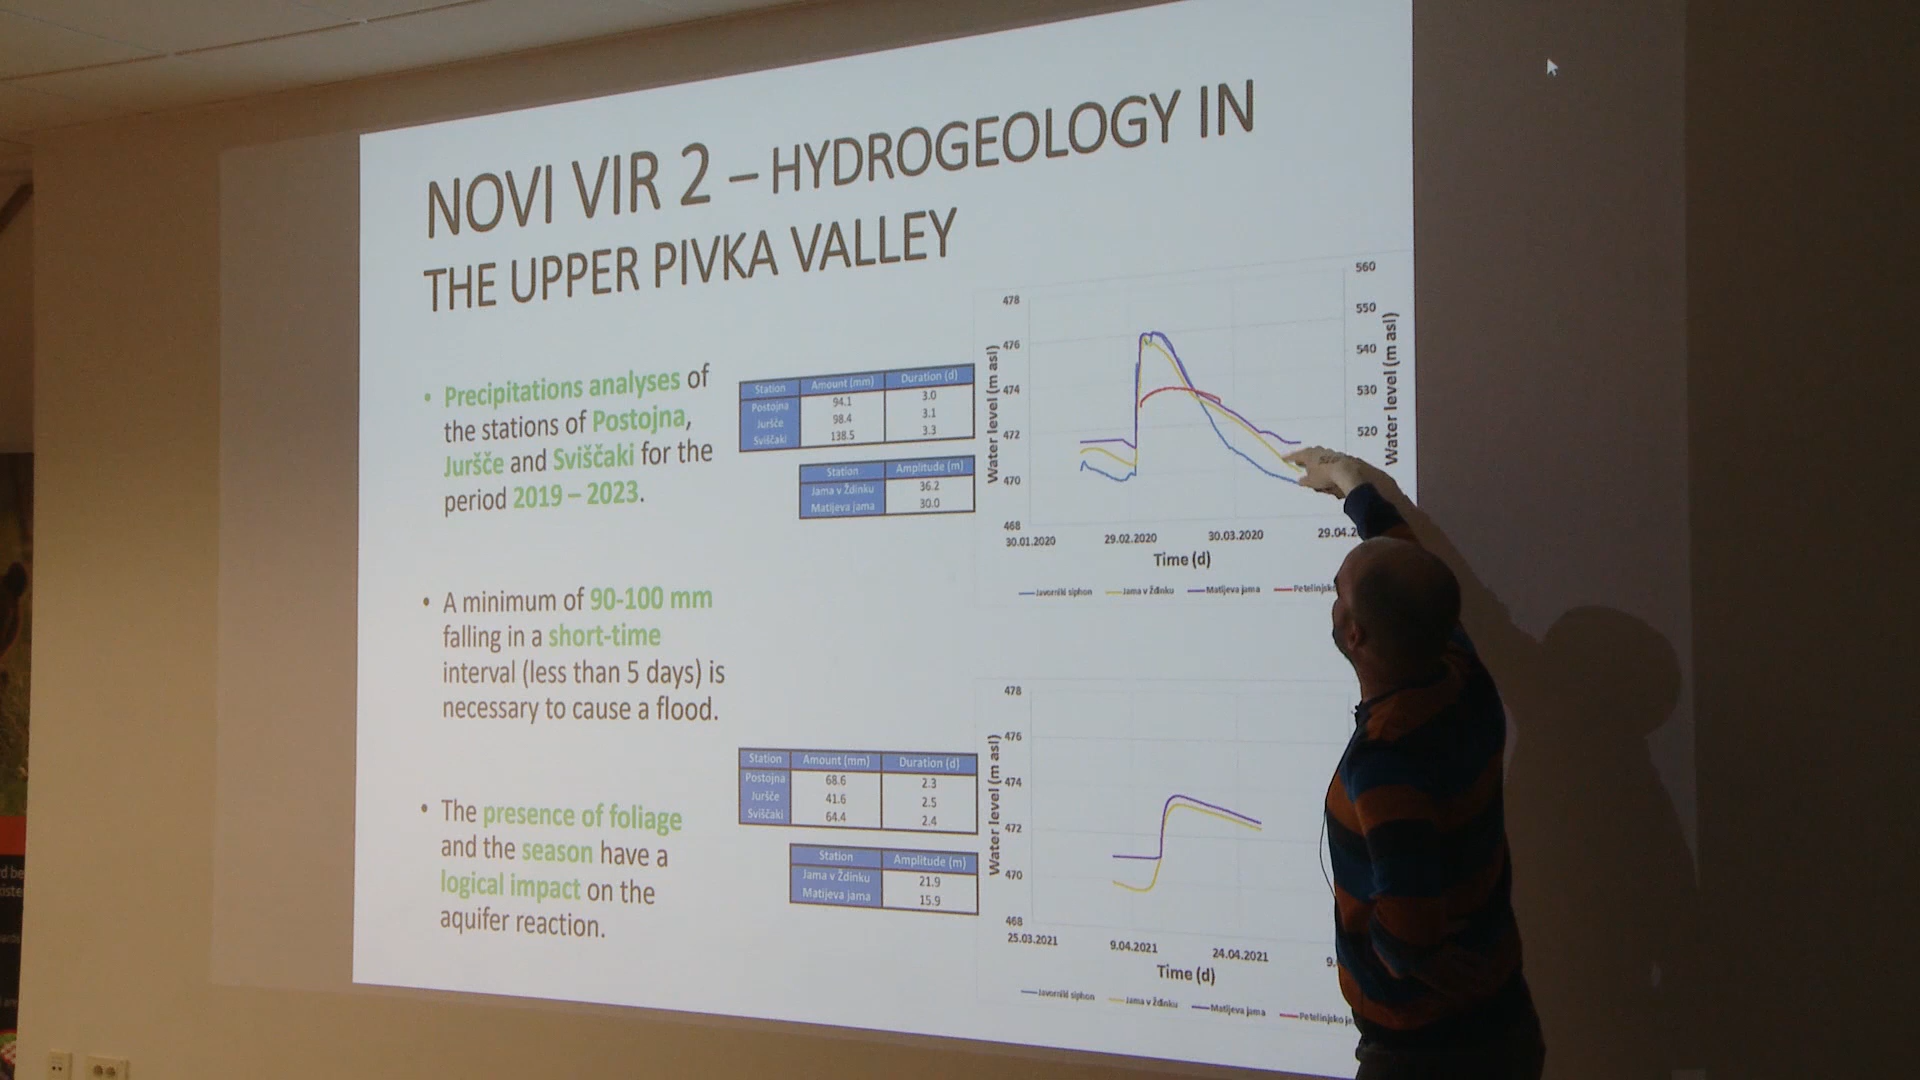 NOVI VIR 2 – HYDROGEOLOGY IN
THE UPPER PIVKA VALLEY
• Precipitations analyses of
the stations of Postojna,
Juršče and Sviščaki for the
period 2019 – 2023.
• A minimum of 90-100 mm
falling in a short-time
interval (less than 5 days) is
necessary to cause a flood.
• The presence of foliage
and the season have a
logical impact on the
aquifer reaction.
Station Amount (mm) Duration (d)
Postojna 94.1 3.0
Juršče 98.4 3.1
Sviščaki 138.5 3.3
Station Amplitude (m)
Jama v Ždinku 36.2
Matijeva jama 30.0
Station Amount (mm) Duration (d)
Postojna 68.6 2.3
Juršče 41.6 2.5
Sviščaki 64.4 2.4
Station Amplitude (m)
Jama v Ždinku 21.9
Matijeva jama 15.9
Water level (m asl)
478
476
474
472
470
468
560
550
540
530
520
Water level (m asl)
30.01.2020 29.02.2020 30.03.2020 29.04.2
Time (d)
Javorniki siphon Jama v Ždinku Matijeva jama Petelinjsko
Water level (m asl)
478
476
474
472
470
468
25.03.2021 9.04.2021 24.04.2021 9.
Time (d)
Javorniki siphon Jama v Ždinku Matijeva jama Petelinjsko